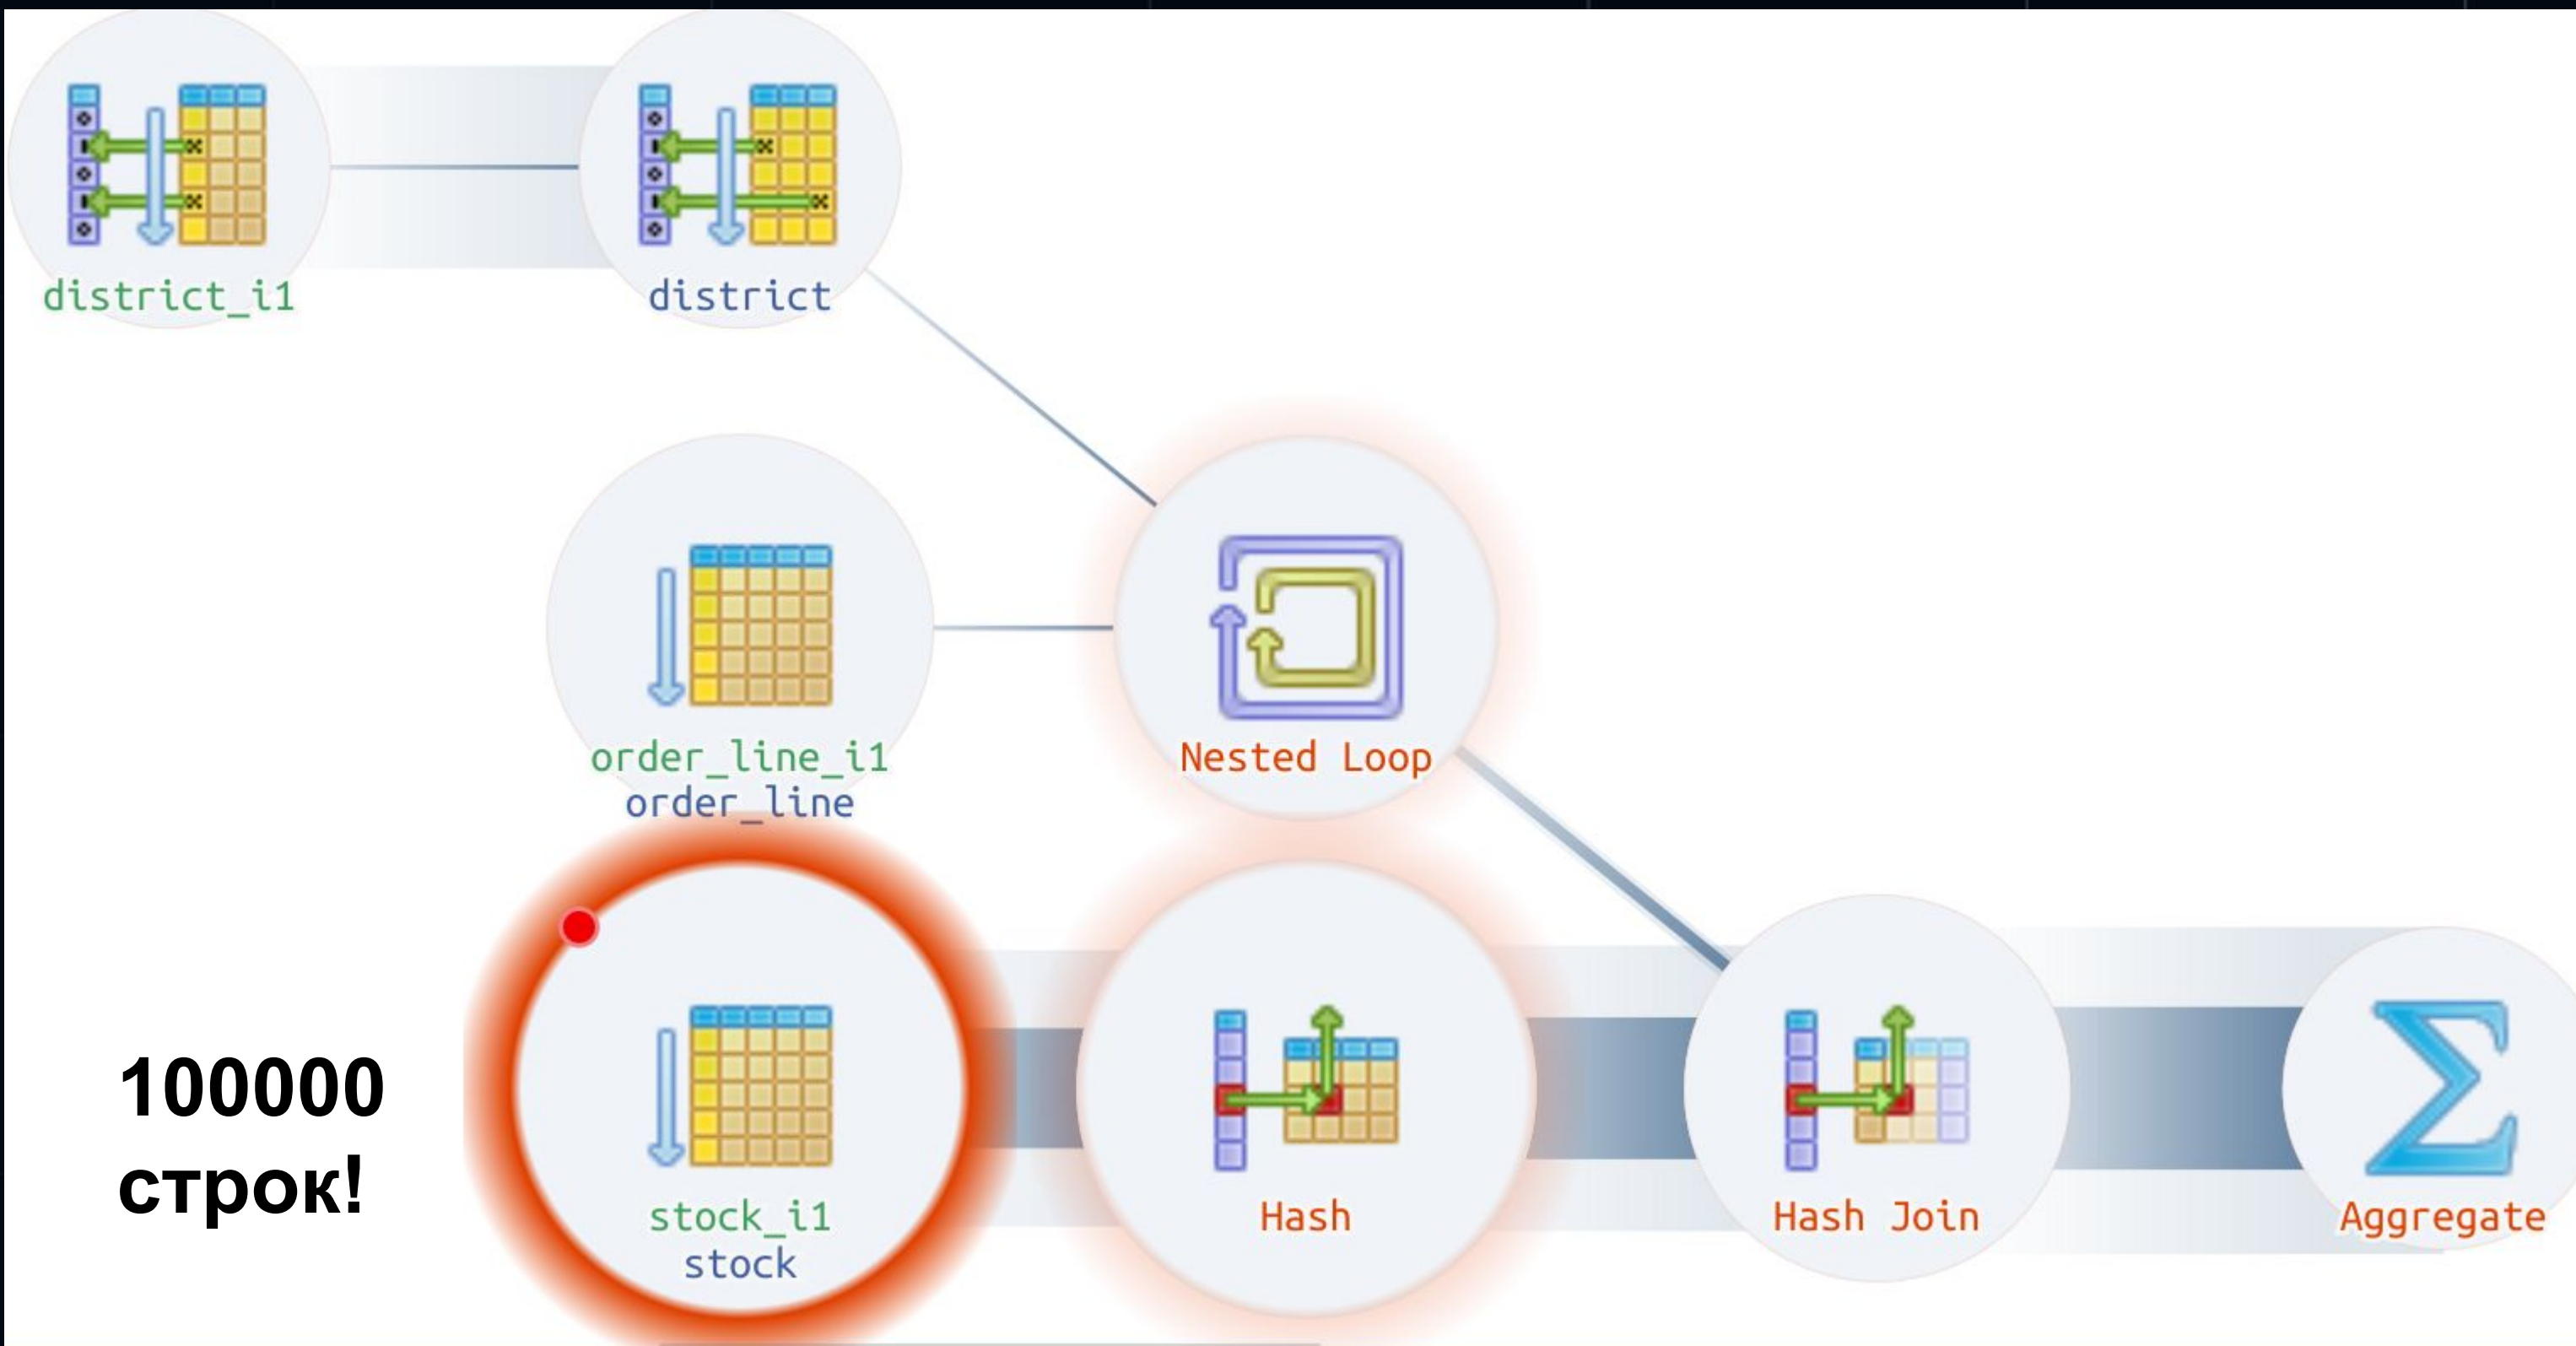 district_i1
district
order_line_i1
order_line
Nested Loop
100000
строк!
stock_i1
stock
Hash
Hash Join
Aggregate